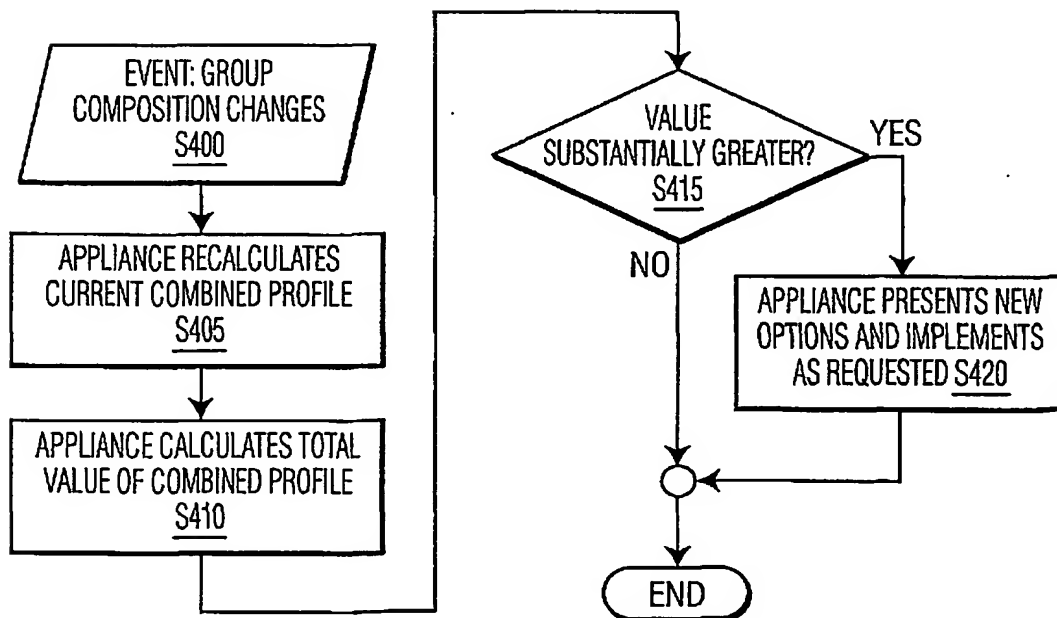 EVENT: GROUP
COMPOSITION CHANGES
S400
APPLIANCE RECALCULATES
CURRENT COMBINED PROFILE
S405
APPLIANCE CALCULATES TOTAL
VALUE OF COMBINED PROFILE
S410
VALUE
SUBSTANTIALLY GREATER?
S415
YES
NO
APPLIANCE PRESENTS NEW
OPTIONS AND IMPLEMENTS
AS REQUESTED S420
END